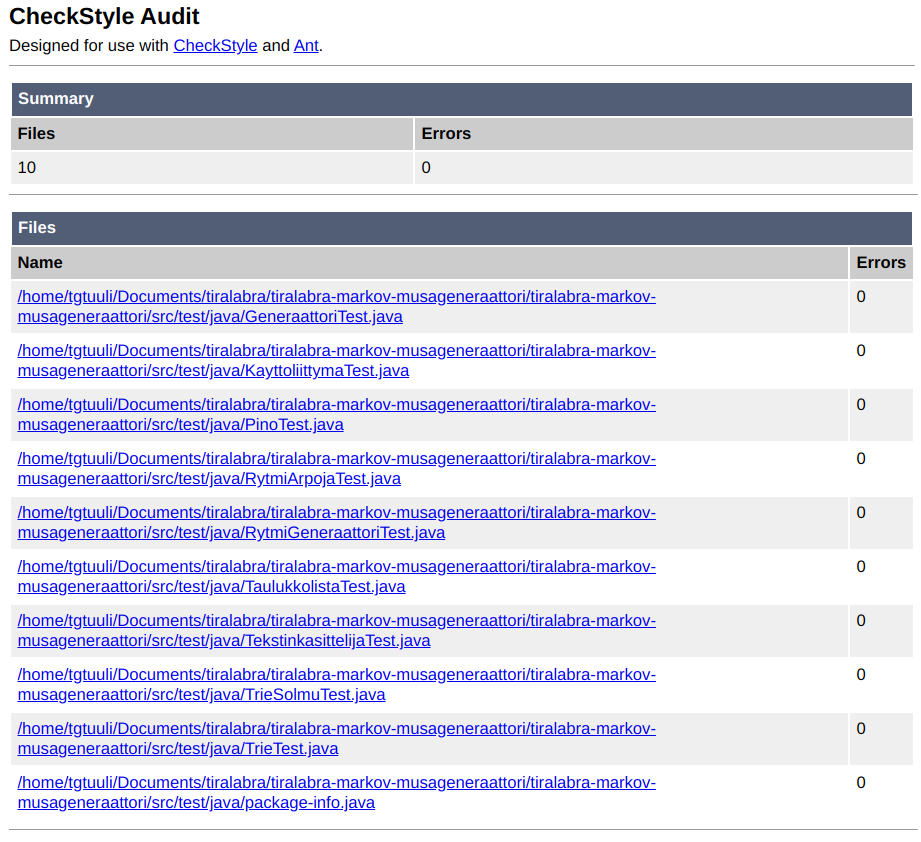 CheckStyle Audit
Designed for use with CheckStyle and Ant.
Summary
Files Errors
10 0
Files
Name Errors
/home/tgtuuli/Documents/tiralabra/tiralabra-markov-musageneraattori/tiralabra-markov- 0
musageneraattori/src/test/java/GeneraattoriTest.java
/home/tgtuuli/Documents/tiralabra/tiralabra-markov-musageneraattori/tiralabra-markov- 0
musageneraattori/src/test/java/KayttoliittymaTest.java
/home/tgtuuli/Documents/tiralabra/tiralabra-markov-musageneraattori/tiralabra-markov- 0
musageneraattori/src/test/java/PinoTest.java
/home/tgtuuli/Documents/tiralabra/tiralabra-markov-musageneraattori/tiralabra-markov- 0
musageneraattori/src/test/java/RytmiArpojaTest.java
/home/tgtuuli/Documents/tiralabra/tiralabra-markov-musageneraattori/tiralabra-markov- 0
musageneraattori/src/test/java/RytmiGeneraattoriTest.java
/home/tgtuuli/Documents/tiralabra/tiralabra-markov-musageneraattori/tiralabra-markov- 0
musageneraattori/src/test/java/TaulukkolistaTest.java
/home/tgtuuli/Documents/tiralabra/tiralabra-markov-musageneraattori/tiralabra-markov- 0
musageneraattori/src/test/java/TekstinkasittelijaTest.java
/home/tgtuuli/Documents/tiralabra/tiralabra-markov-musageneraattori/tiralabra-markov- 0
musageneraattori/src/test/java/TrieSolmuTest.java
/home/tgtuuli/Documents/tiralabra/tiralabra-markov-musageneraattori/tiralabra-markov- 0
musageneraattori/src/test/java/TrieTest.java
/home/tgtuuli/Documents/tiralabra/tiralabra-markov-musageneraattori/tiralabra-markov- 0
musageneraattori/src/test/java/package-info.java